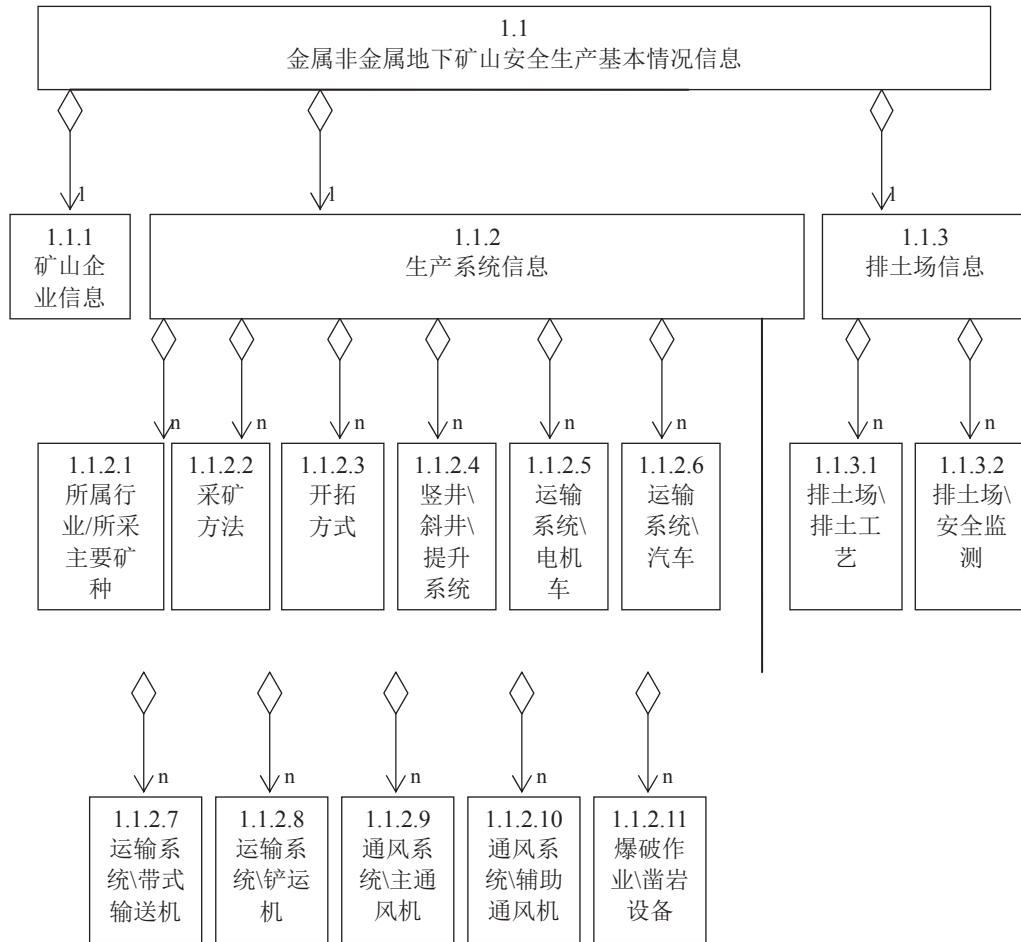 1.1
金属非金属地下矿山安全生产基本情况信息
1
1
1
1.1.1
矿山企
业信息
1.1.2
生产系统信息
1.1.3
排土场信息
n
n
n
n
n
n
n
n
1.1.2.1
所属行
业/所采
主要矿
种
1.1.2.2
采矿
方法
1.1.2.3
开拓
方式
1.1.2.4
竖井\
斜井\
提升
系统
1.1.2.5
运输
系统\
电机
车
1.1.2.6
运输
系统\
汽车
1.1.3.1
排土场\
排土工
艺
1.1.3.2
排土场\
安全监
测
n
n
n
n
n
1.1.2.7
运输系
统\带式
输送机
1.1.2.8
运输系
统\铲运
机
1.1.2.9
通风系
统\主通
风机
1.1.2.10
通风系
统\辅助
通风机
1.1.2.11
爆破作
业\凿岩
设备